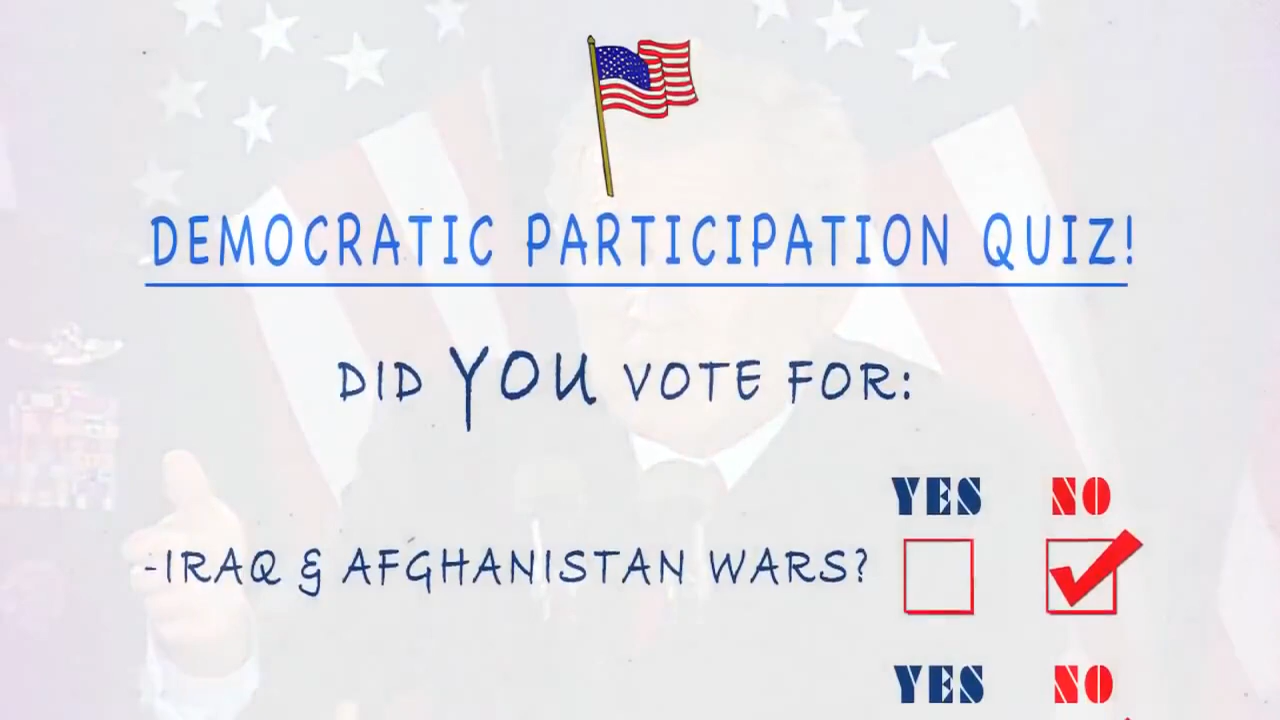 DEMOCRATIC PARTICIPATION QUIZ!
DID YOU VOTE FOR:
YES NO
-IRAQ & AFGHANISTAN WARS?
YES NO